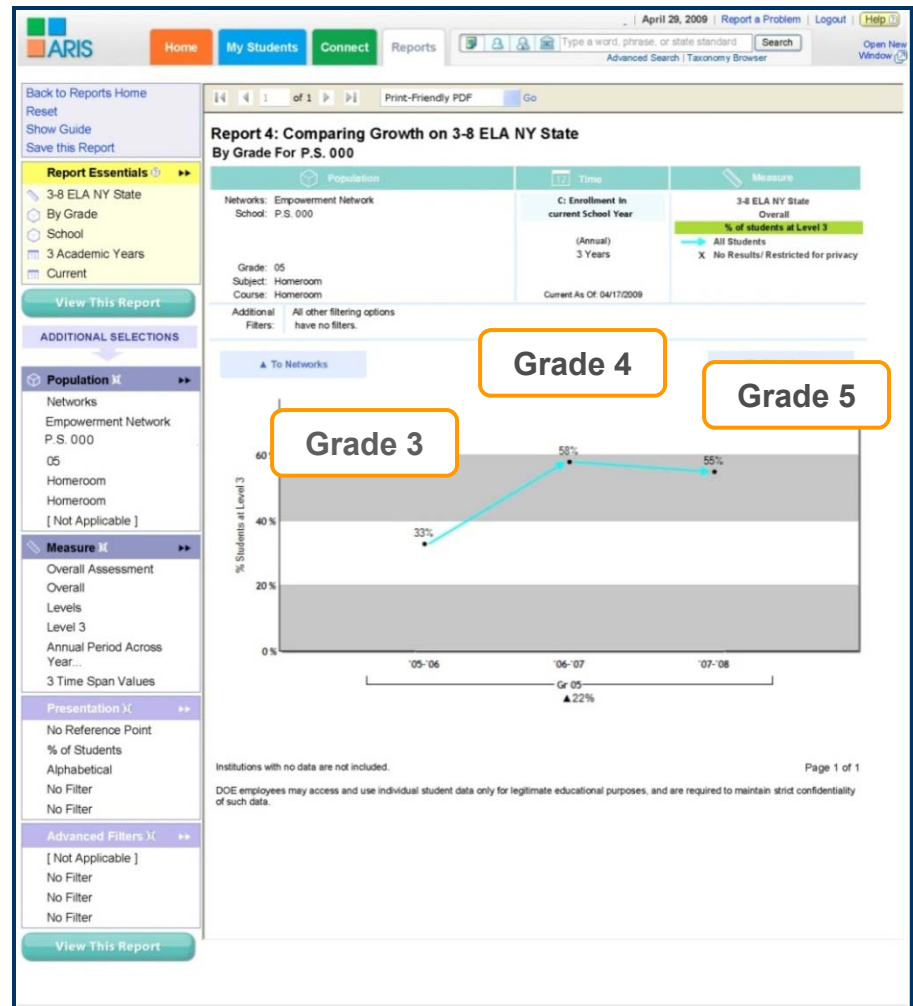 April 29, 2009 | Report a Problem | Logout | Help
ARIS
Home
My Students
Connect
Reports
Type a word, phrase, or state standard
Search
Advanced Search | Taxonomy Browser
Open New
Window
Back to Reports Home
Reset
Show Guide
Save this Report
Report Essentials
3-8 ELA NY State
By Grade
School
3 Academic Years
Current
View This Report
ADDITIONAL SELECTIONS
Population
Networks
Empowerment Network
P.S. 000
05
Homeroom
Homeroom
[ Not Applicable ]
Measure
Overall Assessment
Overall
Levels
Level 3
Annual Period Across
Year...
3 Time Span Values
Presentation
No Reference Point
% of Students
Alphabetical
No Filter
No Filter
Advanced Filters
[ Not Applicable ]
No Filter
No Filter
No Filter
View This Report
1 of 1
Print-Friendly PDF
Go
Report 4: Comparing Growth on 3-8 ELA NY State
By Grade For P.S. 000
Population
Networks: Empowerment Network
School: P.S. 000
Grade: 05
Subject: Homeroom
Course: Homeroom
12 Time
C: Enrollment in
current School Year
(Annual)
3 Years
Current As Of: 04/17/2009
Measure
3-8 ELA NY State
Overall
% of students at Level 3
All Students
X No Results/ Restricted for privacy
Additional Filters: All other filtering options
have no filters.
▲ To Networks
Grade 3
Grade 4
Grade 5
% Students at Level 3
60 %
40 %
20 %
0 %
33%
58%
55%
'05-'06
'06-'07
'07-'08
Gr 05
▲22%
Institutions with no data are not included.
Page 1 of 1
DOE employees may access and use individual student data only for legitimate educational purposes, and are required to maintain strict confidentiality
of such data.